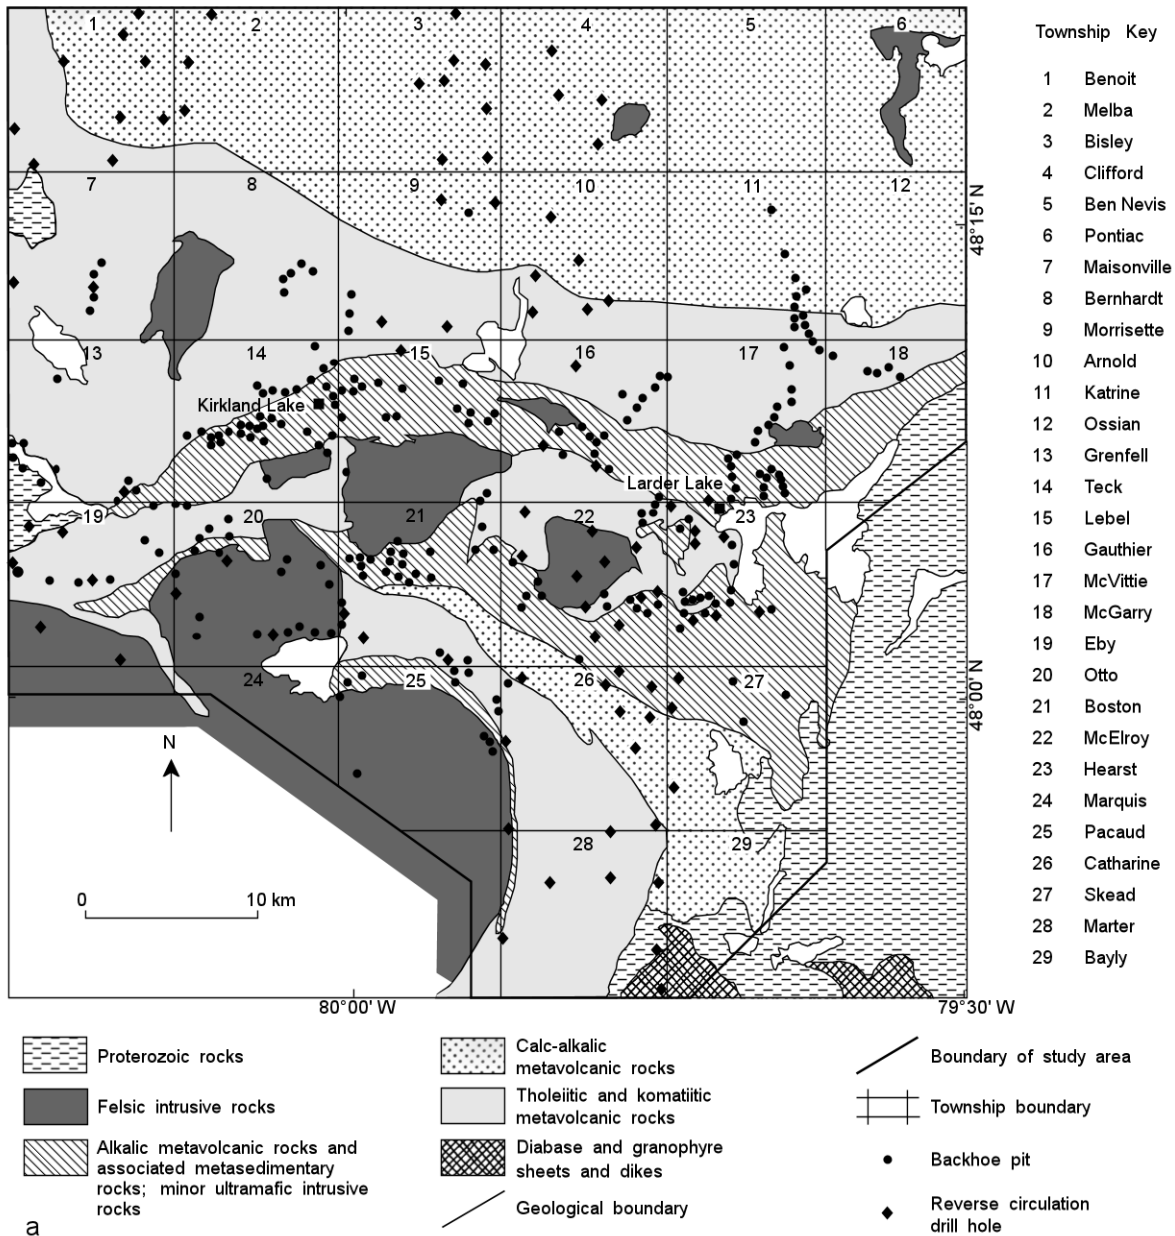 1 2 3 4 5 6
7 8 9 10 11 12
13 14 15 16 17 18
Kirkland Lake
Larder Lake
19 20 21 22 23
24 25 26 27
28 29
48°15' N
48°00' N
N
0 10 km
80°00' W
79°30' W
Township Key
1 Benoit
2 Melba
3 Bisley
4 Clifford
5 Ben Nevis
6 Pontiac
7 Maisonville
8 Bernhardt
9 Morrisette
10 Arnold
11 Katrine
12 Ossian
13 Grenfell
14 Teck
15 Lebel
16 Gauthier
17 McVittie
18 McGarry
19 Eby
20 Otto
21 Boston
22 McElroy
23 Hearst
24 Marquis
25 Pacaud
26 Catharine
27 Skead
28 Marter
29 Bayly
Proterozoic rocks
Felsic intrusive rocks
Alkalic metavolcanic rocks and
associated metasedimentary
rocks; minor ultramafic intrusive
rocks
Calc-alkalic
metavolcanic rocks
Tholeiitic and komatiitic
metavolcanic rocks
Diabase and granophyre
sheets and dikes
Geological boundary
Boundary of study area
Township boundary
Backhoe pit
Reverse circulation
drill hole
a